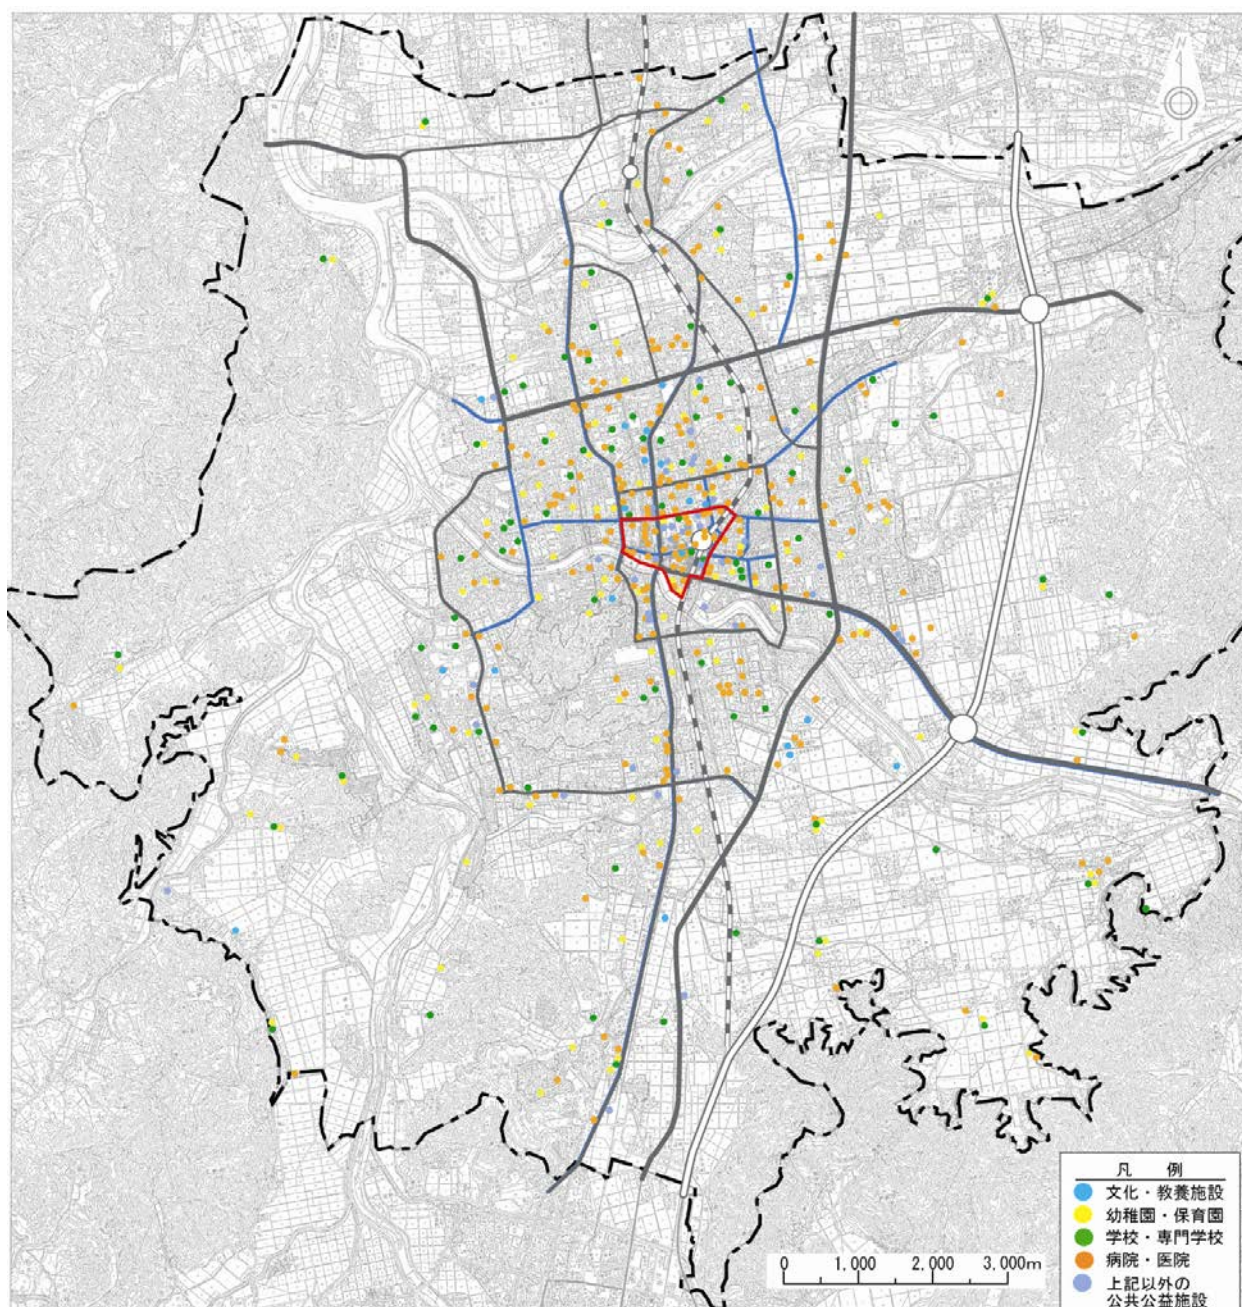 N
凡 例
文化・教養施設
幼稚園・保育園
学校・専門学校
病院・医院
上記以外の
公共公益施設
0 1,000 2,000 3,000m